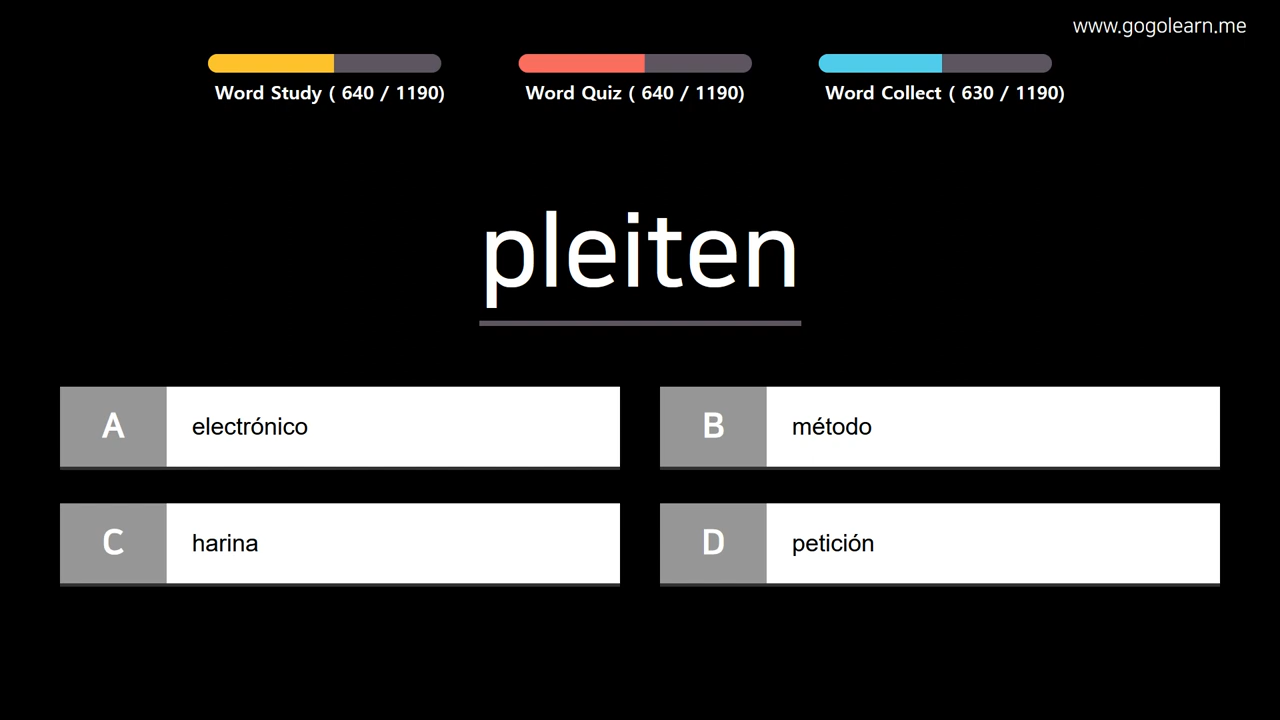 www.gogolearn.me
Word Study ( 640 / 1190)
Word Quiz ( 640 / 1190)
Word Collect ( 630 / 1190)
pleiten
A electrónico
B método
C harina
D petición